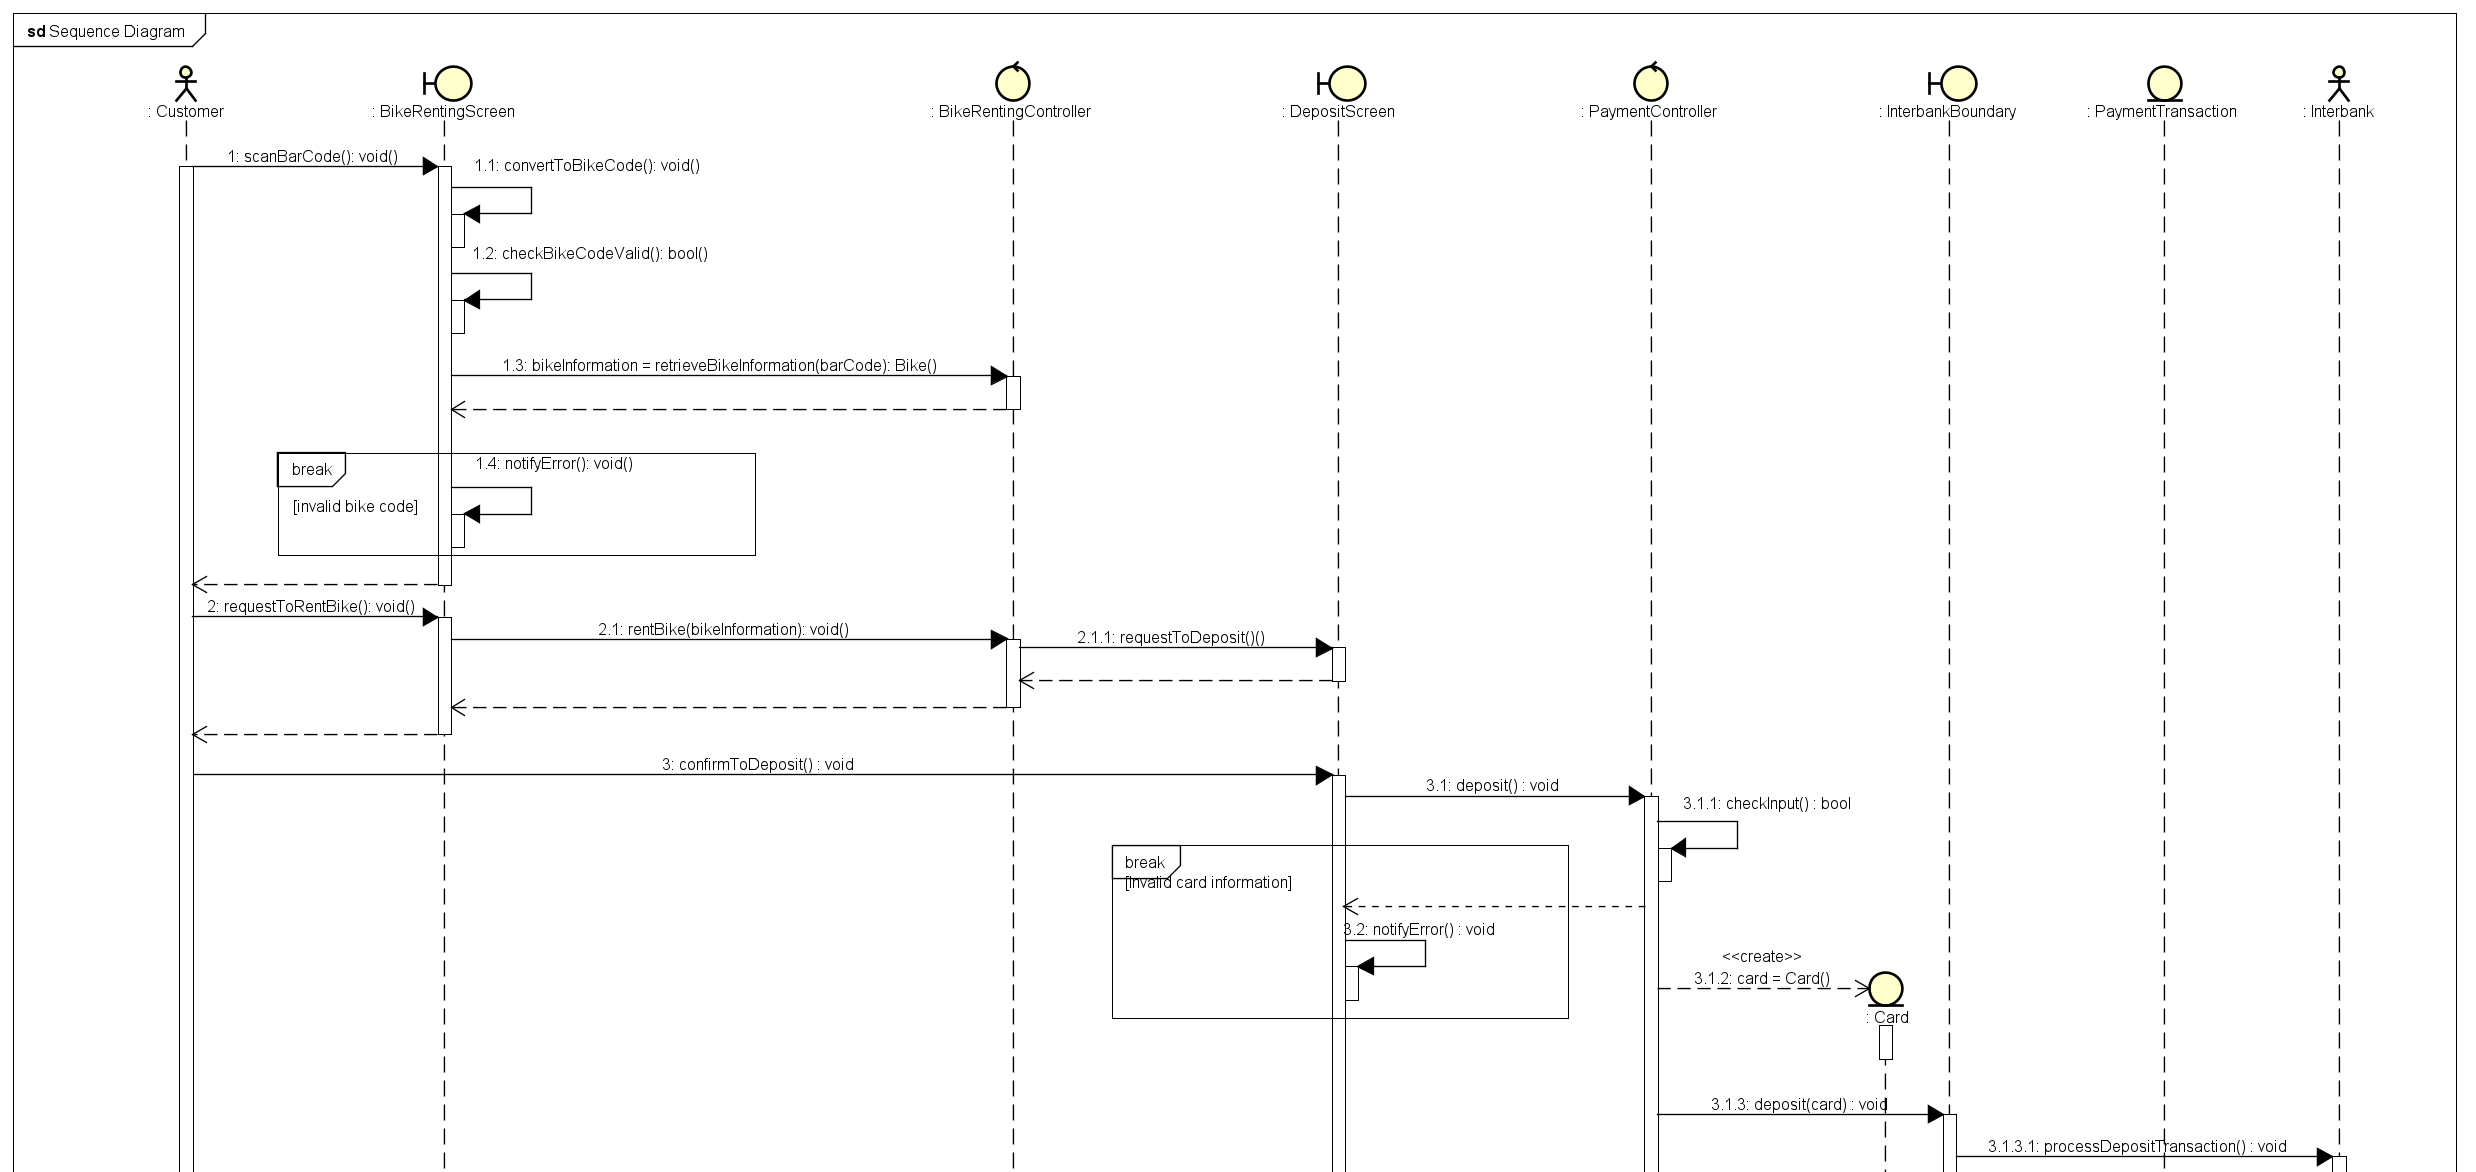 sd Sequence Diagram
: Customer
: BikeRentingScreen
: BikeRentingController
: DepositScreen
: PaymentController
: InterbankBoundary
: PaymentTransaction
: Interbank
1: scanBarCode(): void()
1.1: convertToBikeCode(): void()
1.2: checkBikeCodeValid(): bool()
1.3: bikeInformation = retrieveBikeInformation(barCode): Bike()
break
1.4: notifyError(): void()
[invalid bike code]
2: requestToRentBike(): void()
2.1: rentBike(bikeInformation): void()
2.1.1: requestToDeposit()()
3: confirmToDeposit() : void
3.1: deposit() : void
3.1.1: checkInput() : bool
break
[Invalid card information]
3.2: notifyError() : void
<<create>>
3.1.2: card = Card()
: Card
3.1.3: deposit(card) : void
3.1.3.1: processDepositTransaction() : void